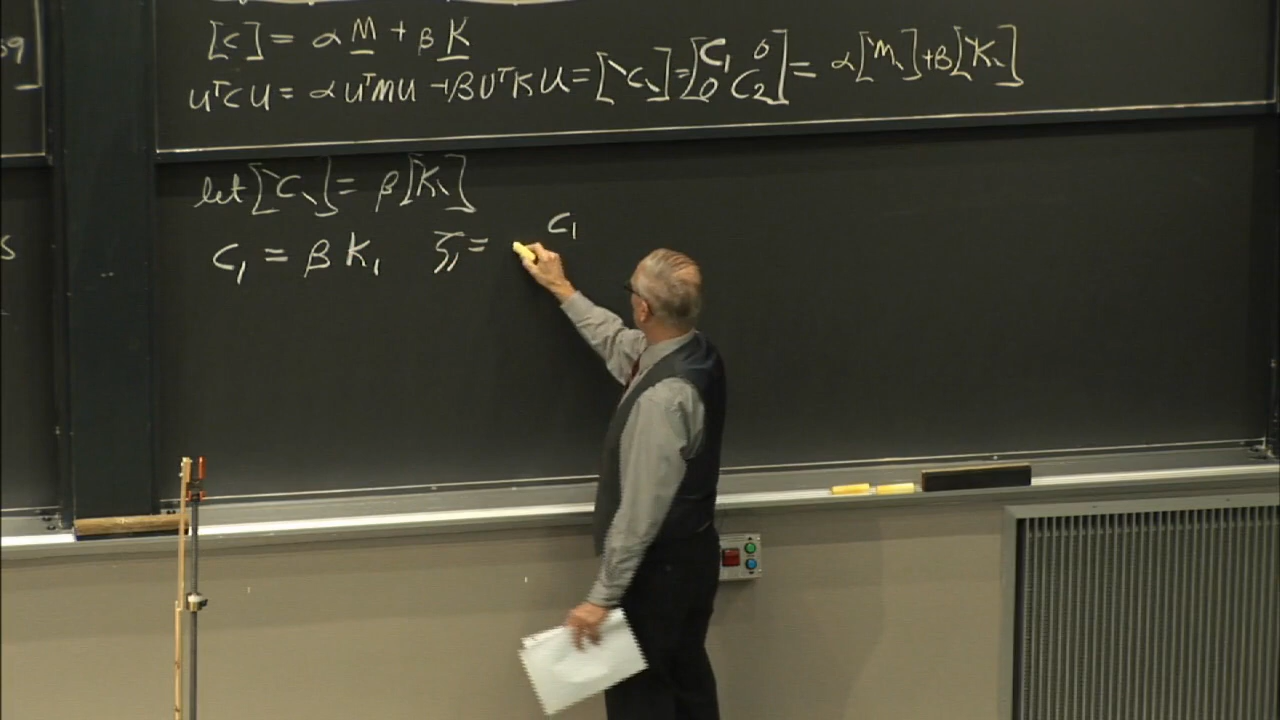 [C] = α M + β K
UᵀCU = α UᵀMU + β UᵀKU = [⋱C⋱] = [C₁ 0 0 C₂] = α[⋱M⋱] + β[⋱K⋱]
let [⋱C⋱] = β[⋱K⋱]
C₁ = β K₁ ζ₁ = C₁